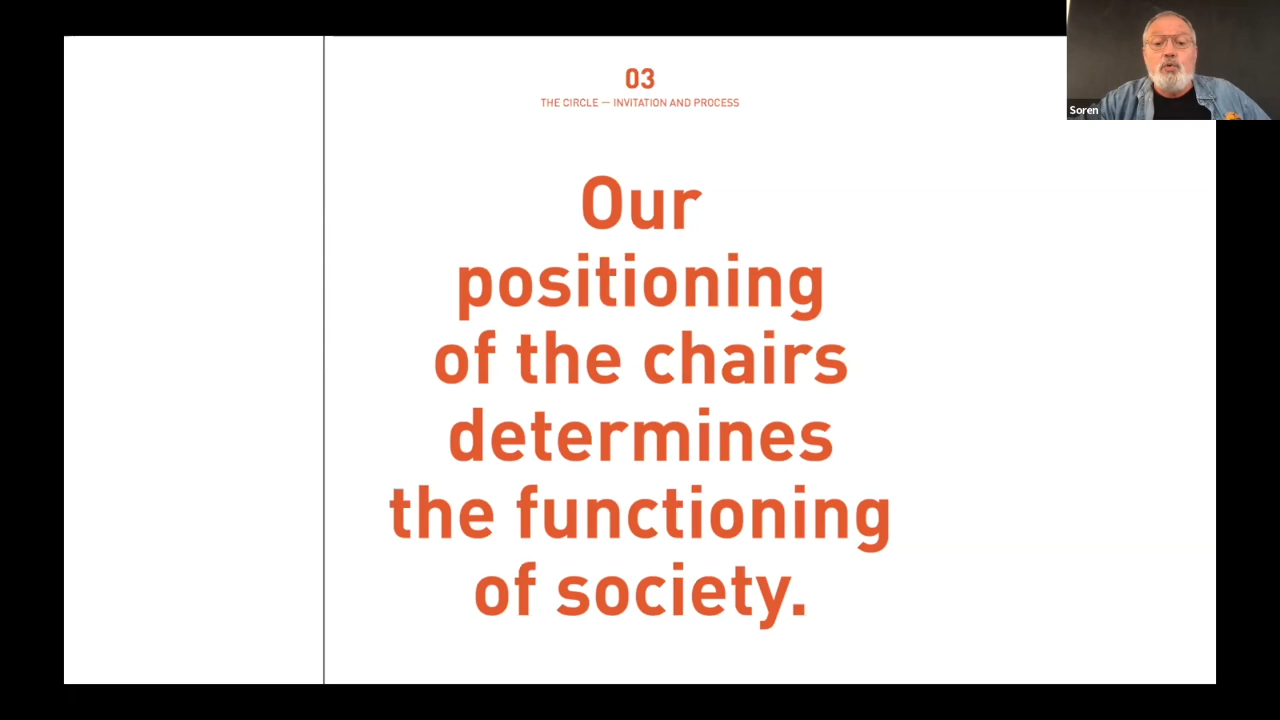 03
THE CIRCLE — INVITATION AND PROCESS
Our
positioning
of the chairs
determines
the functioning
of society.
Soren